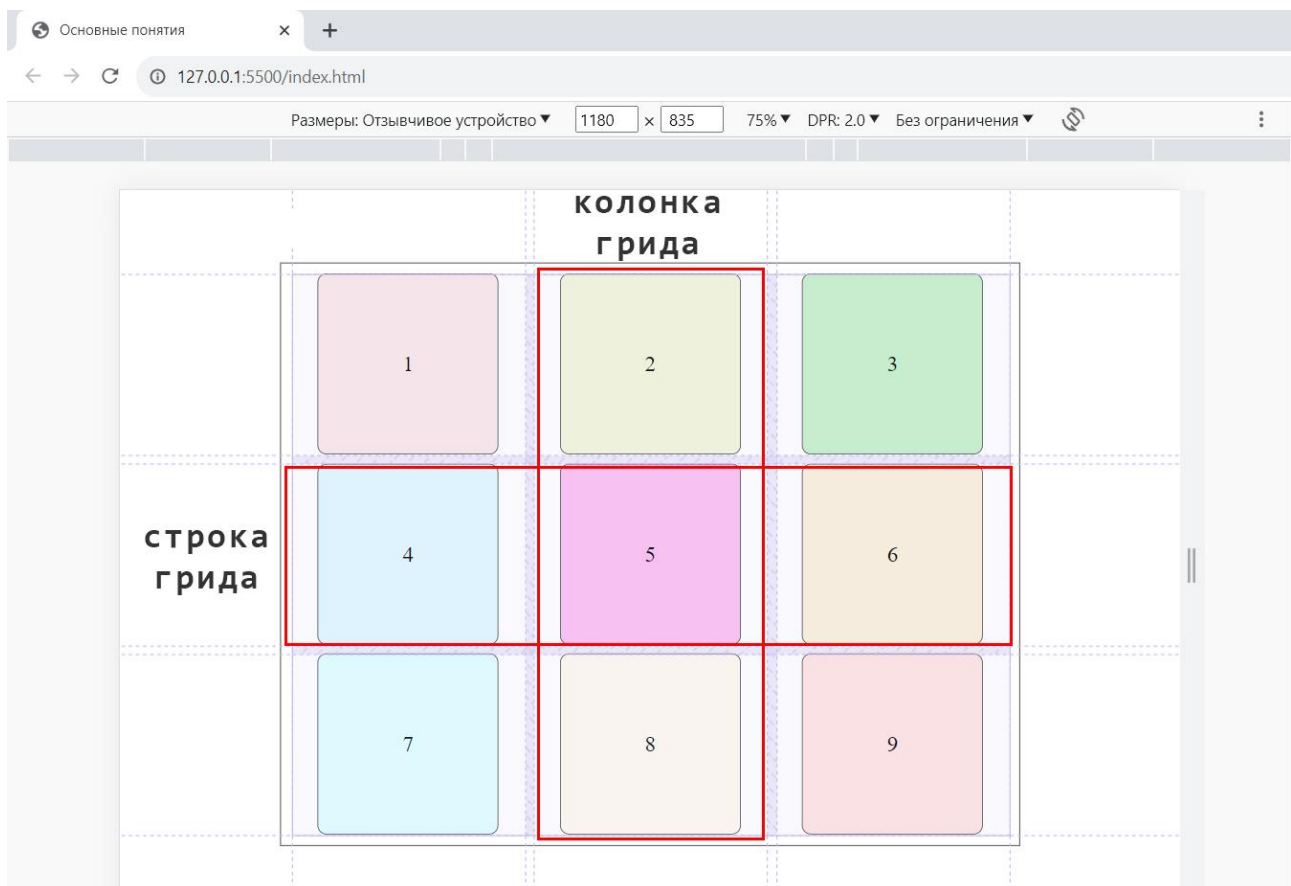 Основные понятия
127.0.0.1:5500/index.html
Размеры: Отзывчивое устройство ▼ 1180 × 835 75% ▼ DPR: 2.0 ▼ Без ограничения ▼
колонка
грида
1 2 3
строка
грида
4 5 6
7 8 9